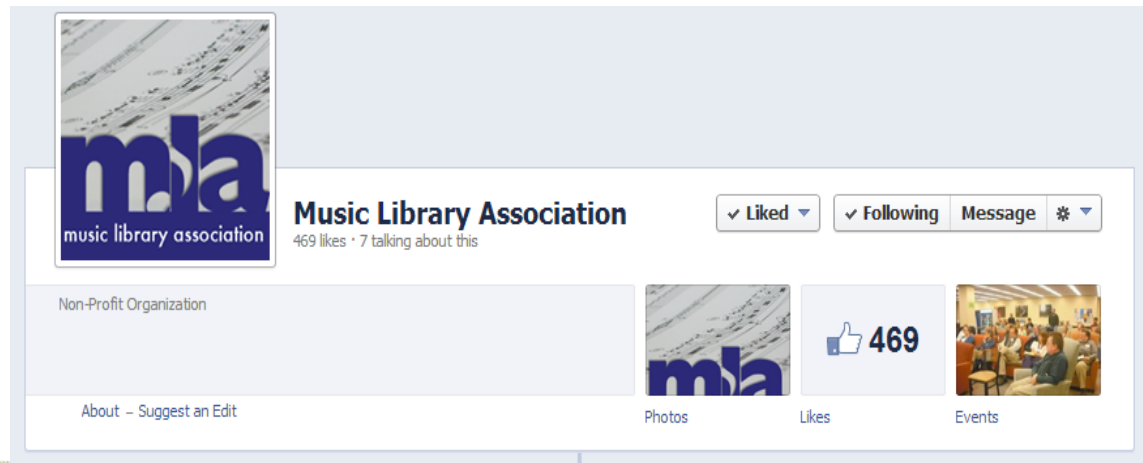 mla
music library association
Music Library Association
469 likes · 7 talking about this
✓ Liked
✓ Following
Message
Non-Profit Organization
mla
469
About – Suggest an Edit
Photos
Likes
Events